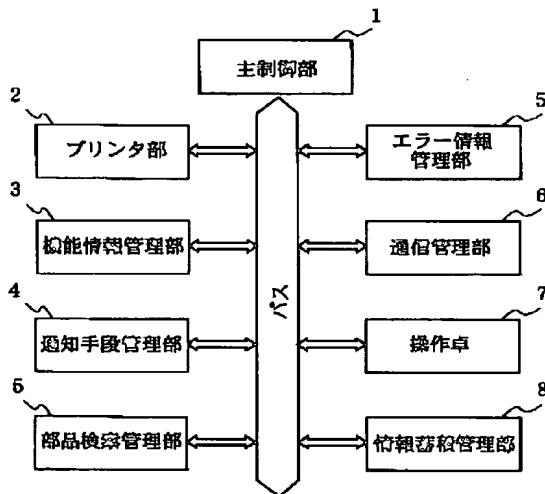 1
主制御部
2
プリンタ部
5
エラー情報
管理部
3
機能情報管理部
6
通信管理部
バス
4
通知手段管理部
7
操作卓
5
部品検索管理部
8
情報蓄積管理部